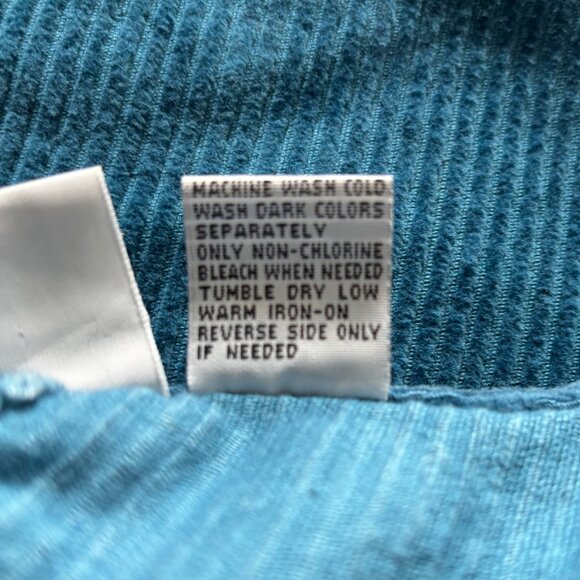 MACHINE WASH COLD
WASH DARK COLORS
SEPARATELY
ONLY NON-CHLORINE
BLEACH WHEN NEEDED
TUMBLE DRY LOW
WARM IRON-ON
REVERSE SIDE ONLY
IF NEEDED